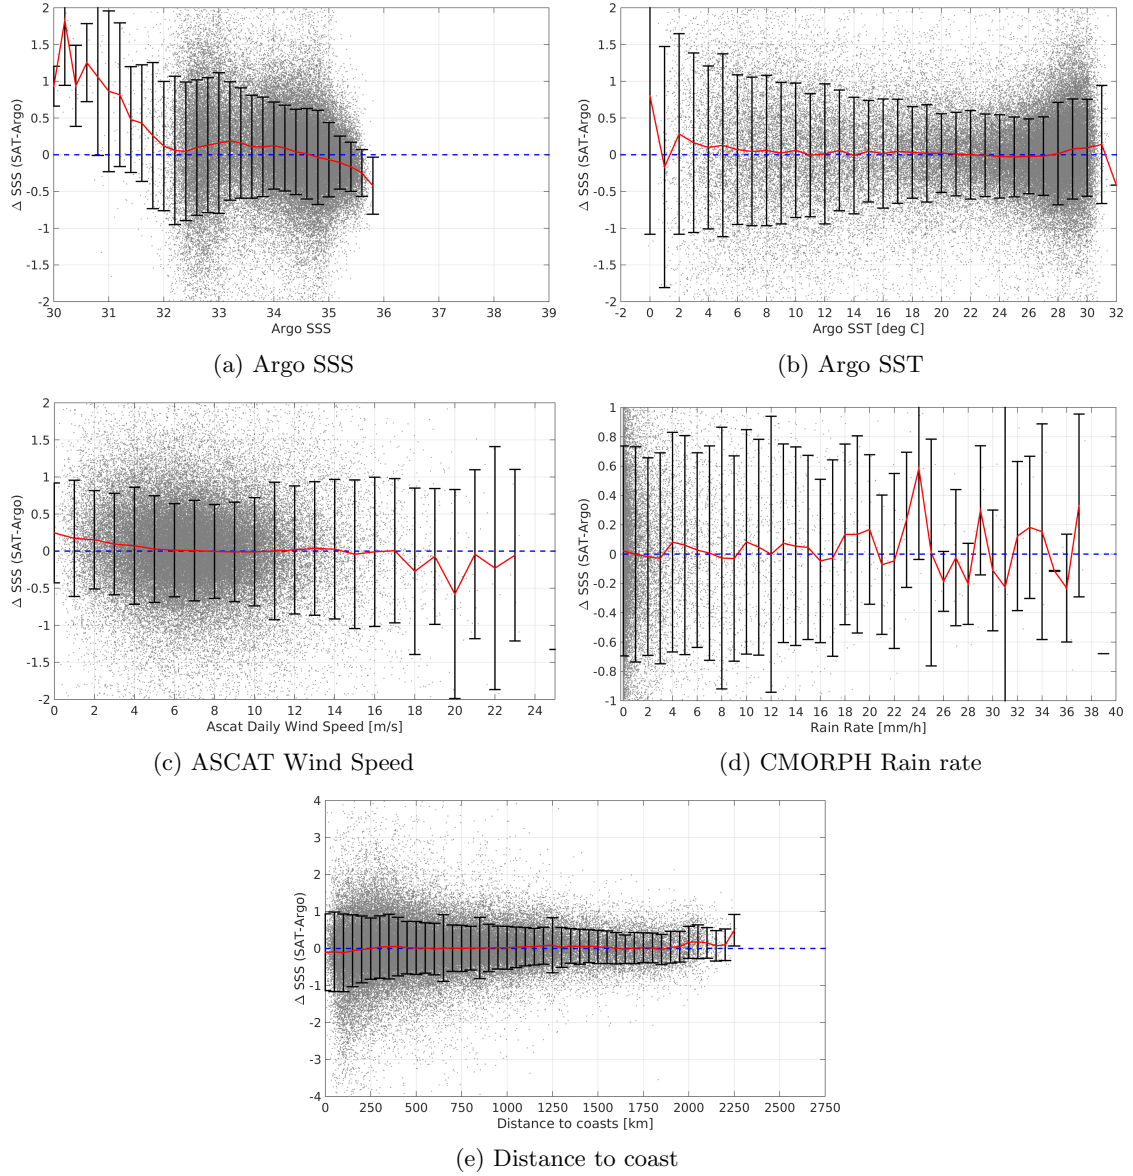 2
1.5
1
0.5
0
-0.5
-1
-1.5
-2
Δ SSS (SAT-Argo)
30 31 32 33 34 35 36 37 38 39
Argo SSS
(a) Argo SSS
2
1.5
1
0.5
0
-0.5
-1
-1.5
-2
Δ SSS (SAT-Argo)
-2 0 2 4 6 8 10 12 14 16 18 20 22 24 26 28 30 32
Argo SST [deg C]
(b) Argo SST
2
1.5
1
0.5
0
-0.5
-1
-1.5
-2
Δ SSS (SAT-Argo)
0 2 4 6 8 10 12 14 16 18 20 22 24
Ascat Daily Wind Speed [m/s]
(c) ASCAT Wind Speed
1
0.8
0.6
0.4
0.2
0
-0.2
-0.4
-0.6
-0.8
-1
Δ SSS (SAT-Argo)
0 2 4 6 8 10 12 14 16 18 20 22 24 26 28 30 32 34 36 38 40
Rain Rate [mm/h]
(d) CMORPH Rain rate
4
3
2
1
0
-1
-2
-3
-4
Δ SSS (SAT-Argo)
0 250 500 750 1000 1250 1500 1750 2000 2250 2500 2750
Distance to coasts [km]
(e) Distance to coast